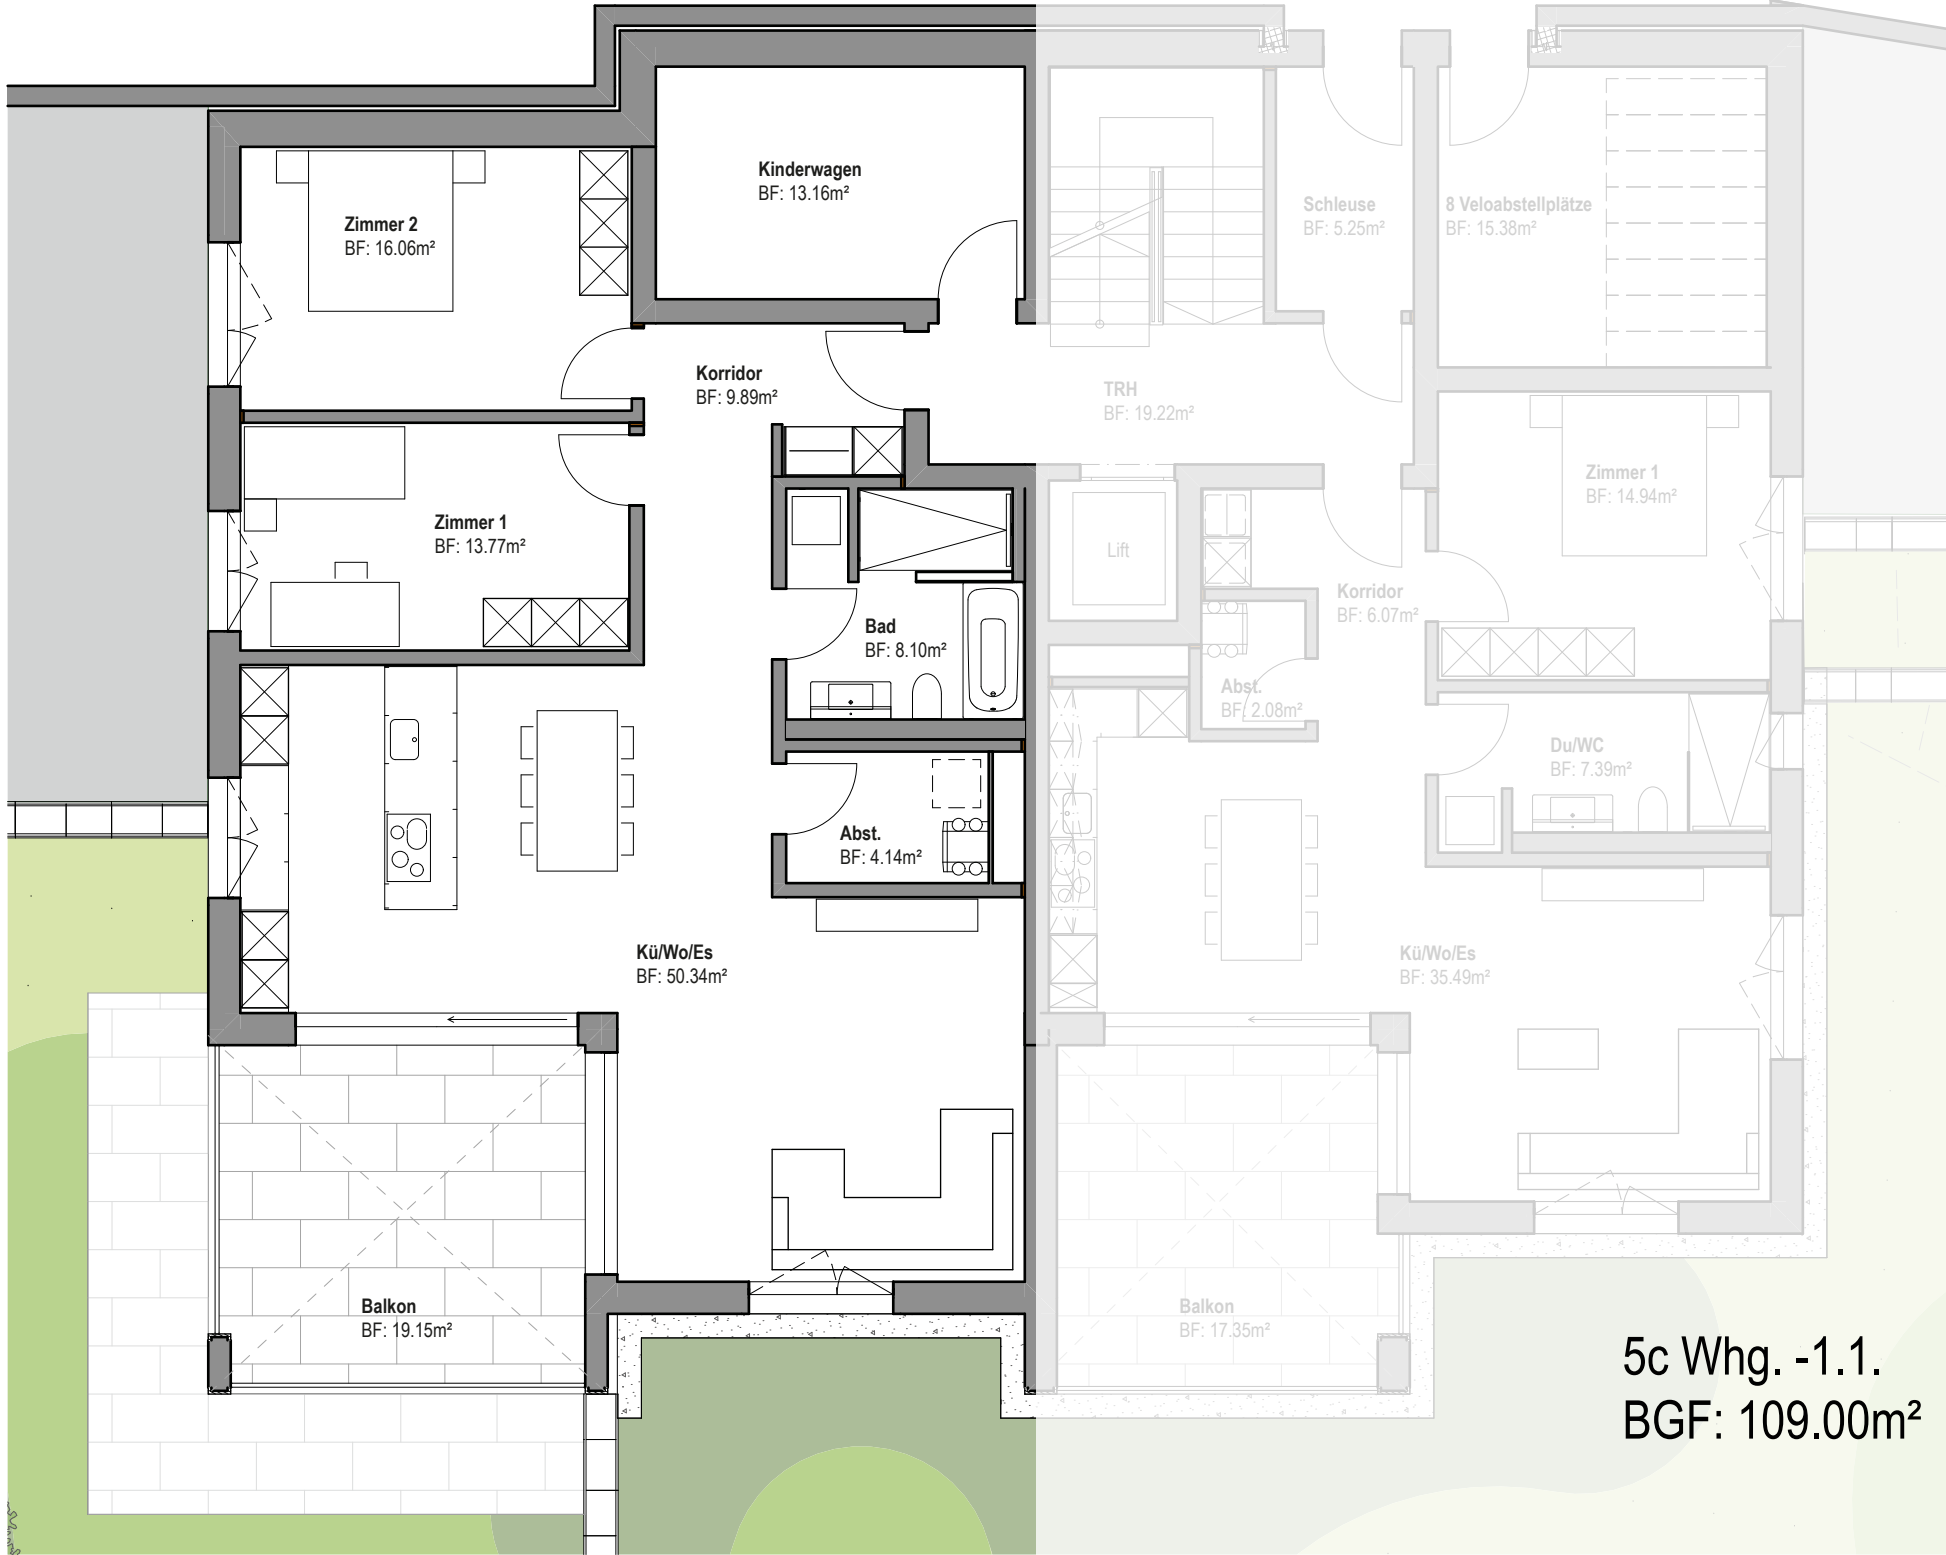 Kinderwagen
BF: 13.16m²
Zimmer 2
BF: 16.06m²
Schleuse
BF: 5.25m²
8 Veloabstellplätze
BF: 15.38m²
Korridor
BF: 9.89m²
TRH
BF: 19.22m²
Zimmer 1
BF: 14.94m²
Zimmer 1
BF: 13.77m²
Lift
Korridor
BF: 6.07m²
Bad
BF: 8.10m²
Abst.
BF: 2.08m²
Du/WC
BF: 7.39m²
Abst.
BF: 4.14m²
Kü/Wo/Es
BF: 50.34m²
Kü/Wo/Es
BF: 35.49m²
Balkon
BF: 19.15m²
Balkon
BF: 17.35m²
5c Whg. -1.1.
BGF: 109.00m²